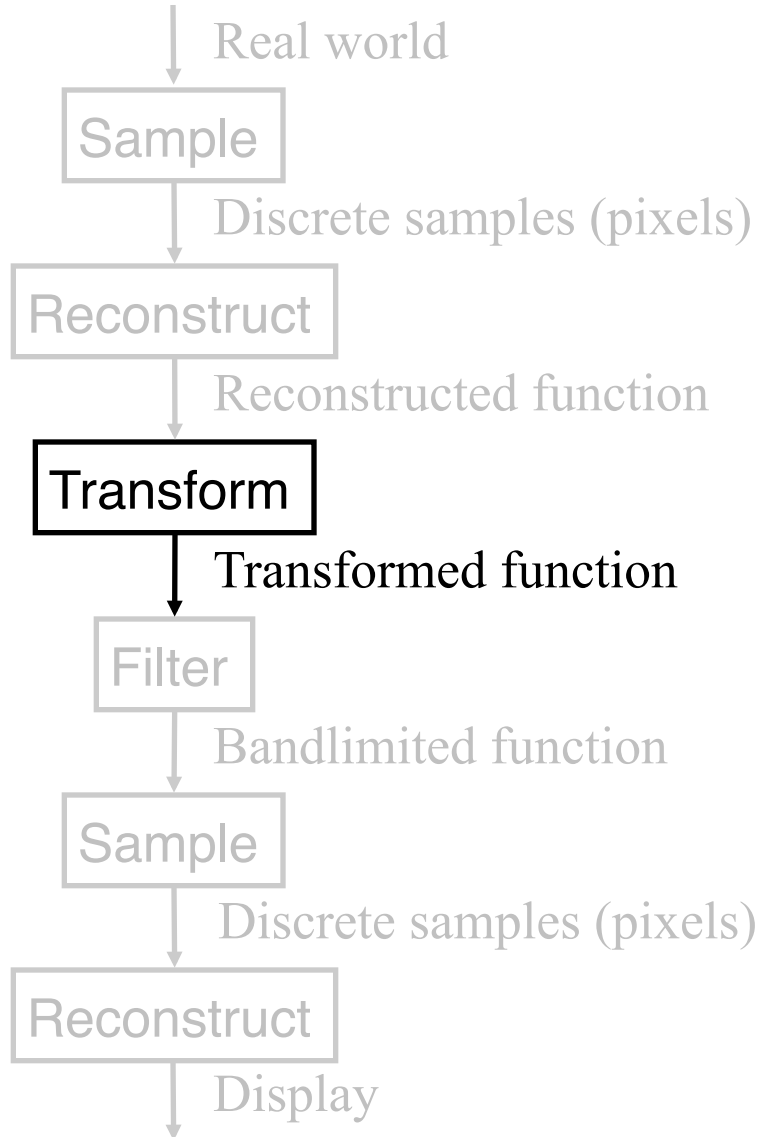 Real world
Sample
Discrete samples (pixels)
Reconstruct
Reconstructed function
Transform
Transformed function
Filter
Bandlimited function
Sample
Discrete samples (pixels)
Reconstruct
Display